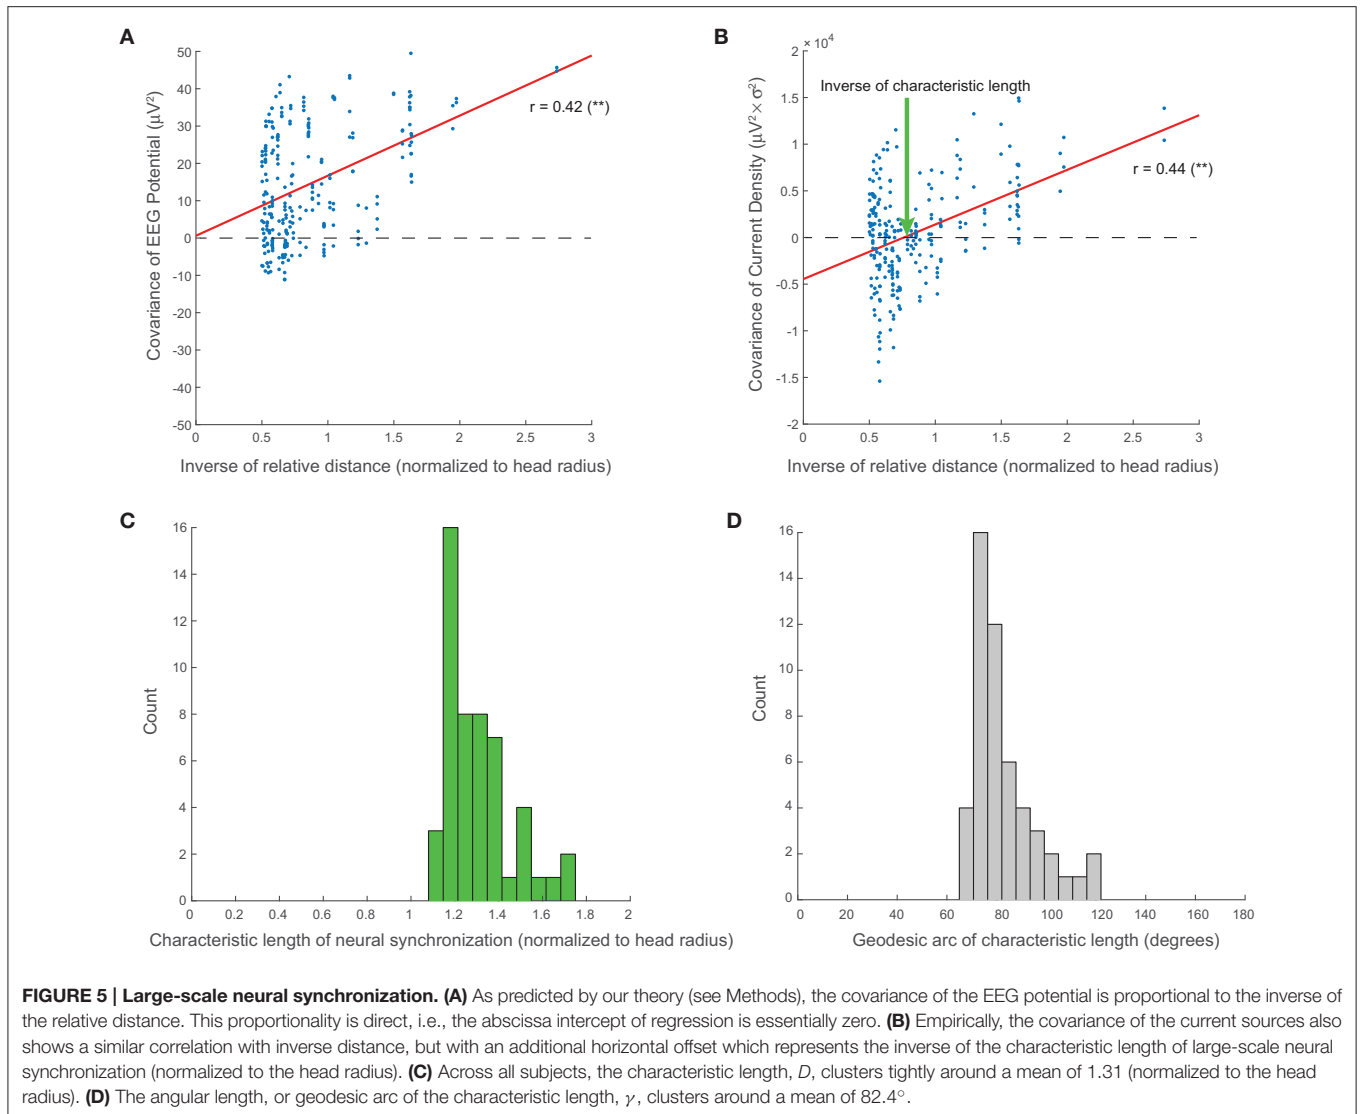 A
50
40
30
20
10
0
-10
-20
-30
-40
-50
0 0.5 1 1.5 2 2.5 3
Covariance of EEG Potential (µV²)
Inverse of relative distance (normalized to head radius)
r = 0.42 (**)
B
× 10⁴
2
1.5
1
0.5
0
-0.5
-1
-1.5
-2
0 0.5 1 1.5 2 2.5 3
Covariance of Current Density (µV² × σ²)
Inverse of relative distance (normalized to head radius)
Inverse of characteristic length
r = 0.44 (**)
C
16
14
12
10
8
6
4
2
0
0 0.2 0.4 0.6 0.8 1 1.2 1.4 1.6 1.8 2
Count
Characteristic length of neural synchronization (normalized to head radius)
D
16
14
12
10
8
6
4
2
0
0 20 40 60 80 100 120 140 160 180
Count
Geodesic arc of characteristic length (degrees)
FIGURE 5 | Large-scale neural synchronization. (A) As predicted by our theory (see Methods), the covariance of the EEG potential is proportional to the inverse of
the relative distance. This proportionality is direct, i.e., the abscissa intercept of regression is essentially zero. (B) Empirically, the covariance of the current sources also
shows a similar correlation with inverse distance, but with an additional horizontal offset which represents the inverse of the characteristic length of large-scale neural
synchronization (normalized to the head radius). (C) Across all subjects, the characteristic length, D, clusters tightly around a mean of 1.31 (normalized to the head
radius). (D) The angular length, or geodesic arc of the characteristic length, γ, clusters around a mean of 82.4°.